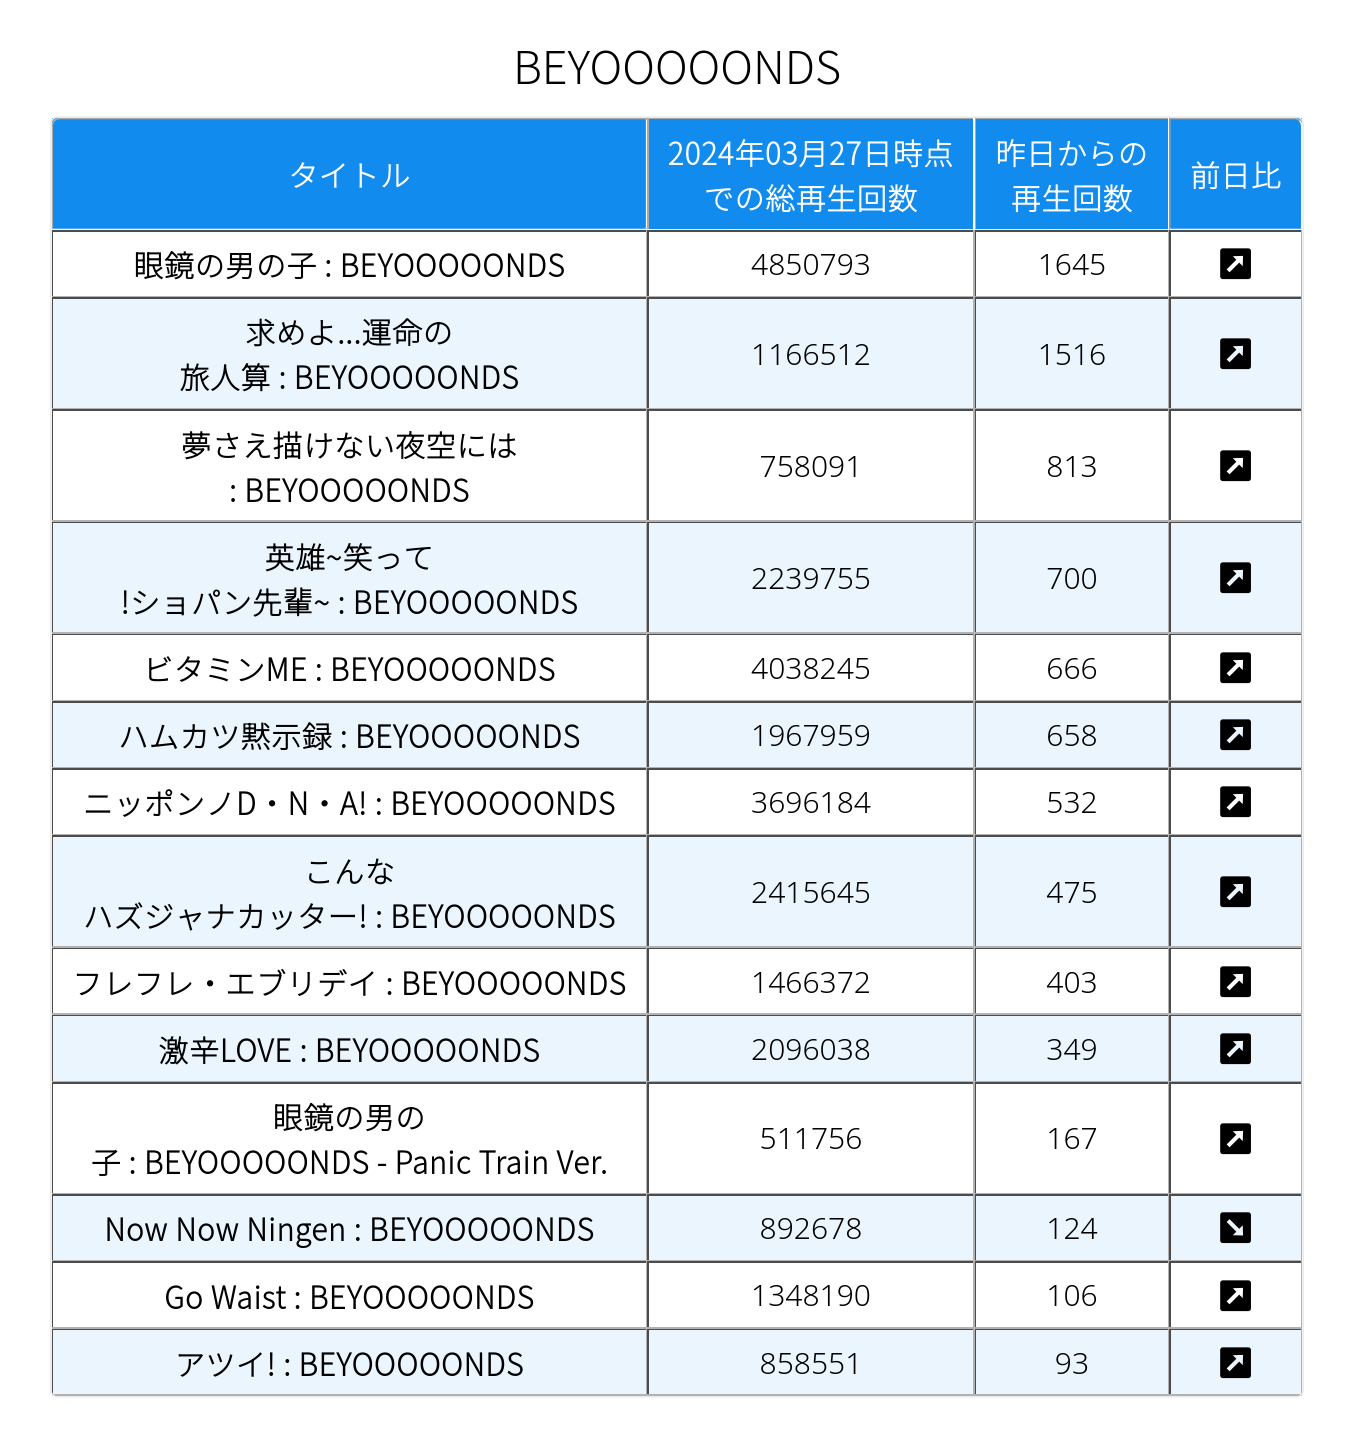 BEYOOOOONDS
タイトル
2024年03月27日時点
での総再生回数
昨日からの
再生回数
前日比
眼鏡の男の子 : BEYOOOOONDS
4850793
1645
求めよ...運命の
旅人算 : BEYOOOOONDS
1166512
1516
夢さえ描けない夜空には
: BEYOOOOONDS
758091
813
英雄~笑って
!ショパン先輩~ : BEYOOOOONDS
2239755
700
ビタミンME : BEYOOOOONDS
4038245
666
ハムカツ黙示録 : BEYOOOOONDS
1967959
658
ニッポンノD・N・A! : BEYOOOOONDS
3696184
532
こんな
ハズジャナカッター! : BEYOOOOONDS
2415645
475
フレフレ・エブリデイ : BEYOOOOONDS
1466372
403
激辛LOVE : BEYOOOOONDS
2096038
349
眼鏡の男の
子 : BEYOOOOONDS - Panic Train Ver.
511756
167
Now Now Ningen : BEYOOOOONDS
892678
124
Go Waist : BEYOOOOONDS
1348190
106
アツイ! : BEYOOOOONDS
858551
93